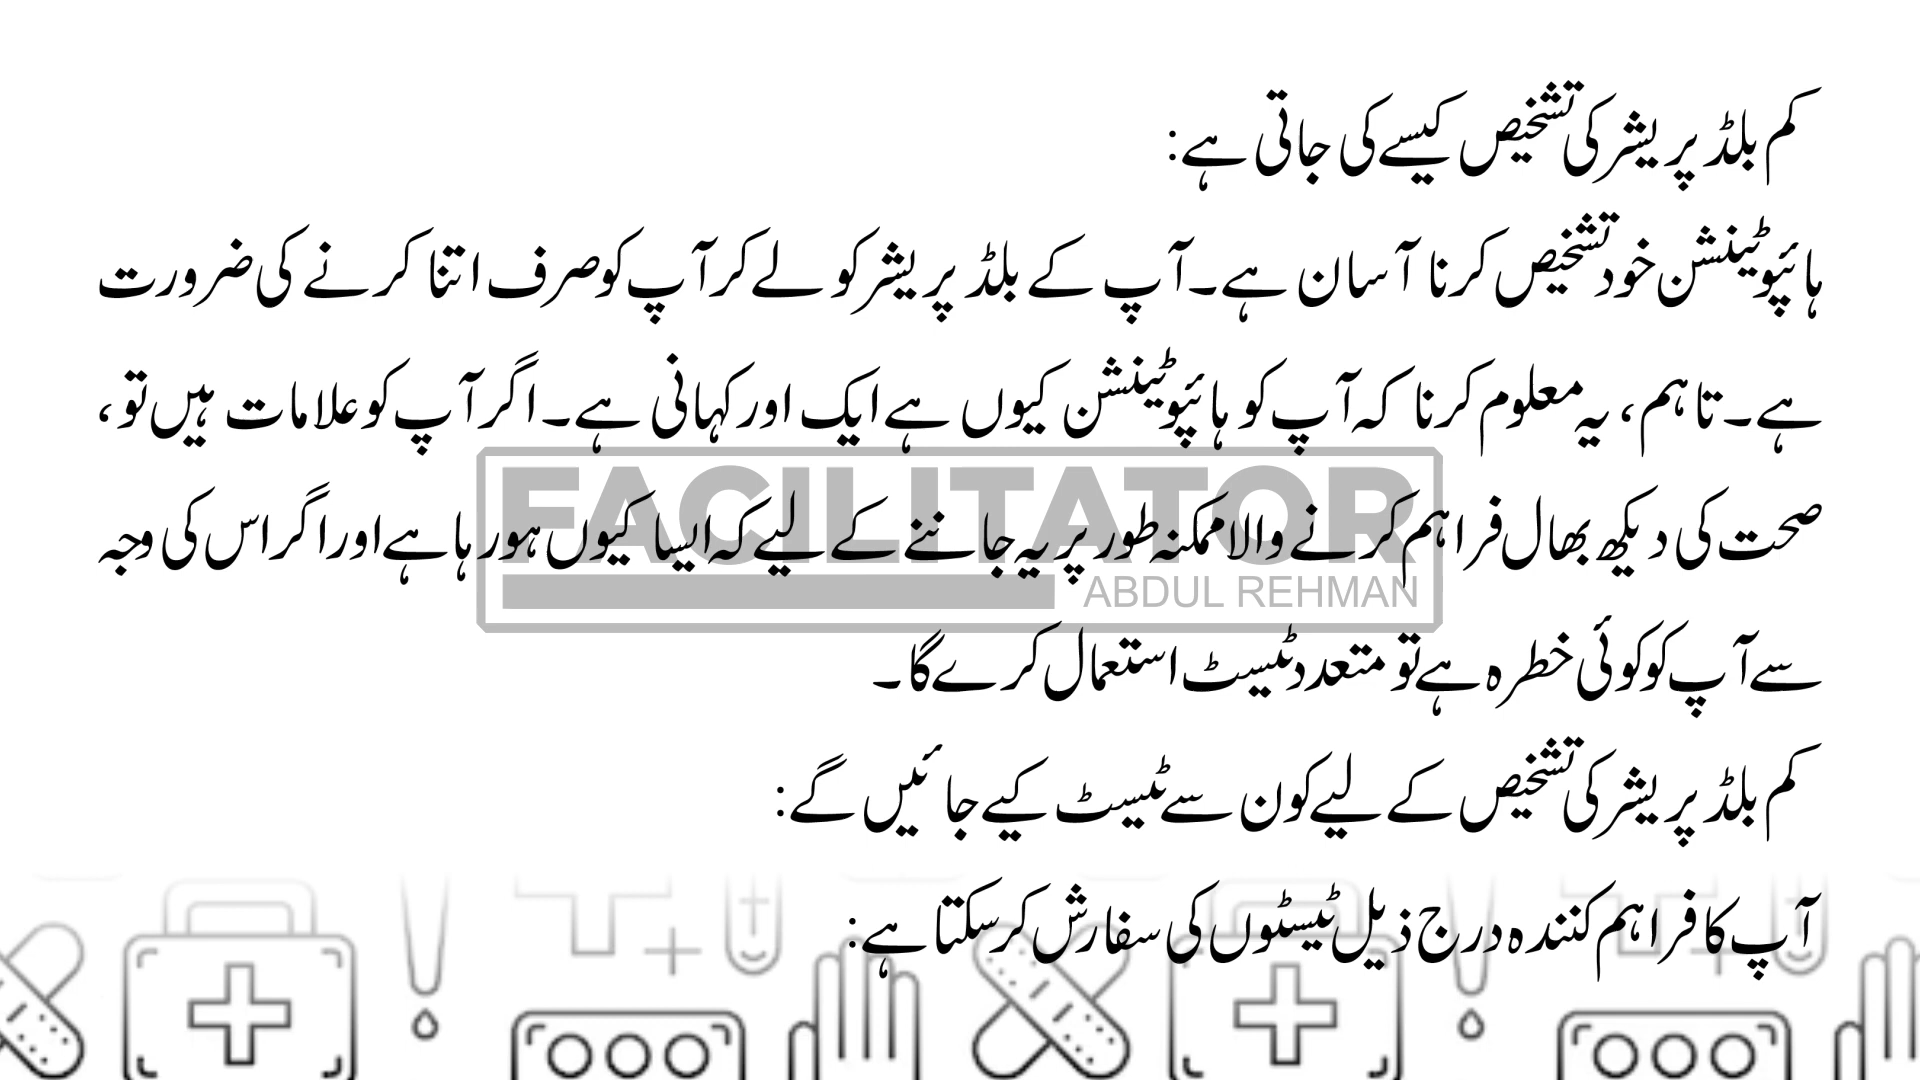 کم بلڈ پریشر کی تشخیص کیسے کی جاتی ہے:
ہائپوٹینشن خود تشخیص کرنا آسان ہے۔ آپ کے بلڈ پریشر کو لے کر آپ کو صرف اتنا کرنے کی ضرورت
ہے۔ تاہم، یہ معلوم کرنا کہ آپ کو ہائپوٹینشن کیوں ہے ایک اور کہانی ہے۔ اگر آپ کو علامات ہیں تو،
صحت کی دیکھ بھال فراہم کرنے والا ممکنہ طور پر یہ جاننے کے لیے کہ ایسا کیوں ہو رہا ہے اور اگر اس کی وجہ
سے آپ کو کوئی خطرہ ہے تو متعدد ٹیسٹ استعمال کرے گا۔
کم بلڈ پریشر کی تشخیص کے لیے کون سے ٹیسٹ کیے جائیں گے:
آپ کا فراہم کنندہ درج ذیل ٹیسٹوں کی سفارش کر سکتا ہے:
FACILITATOR
ABDUL REHMAN